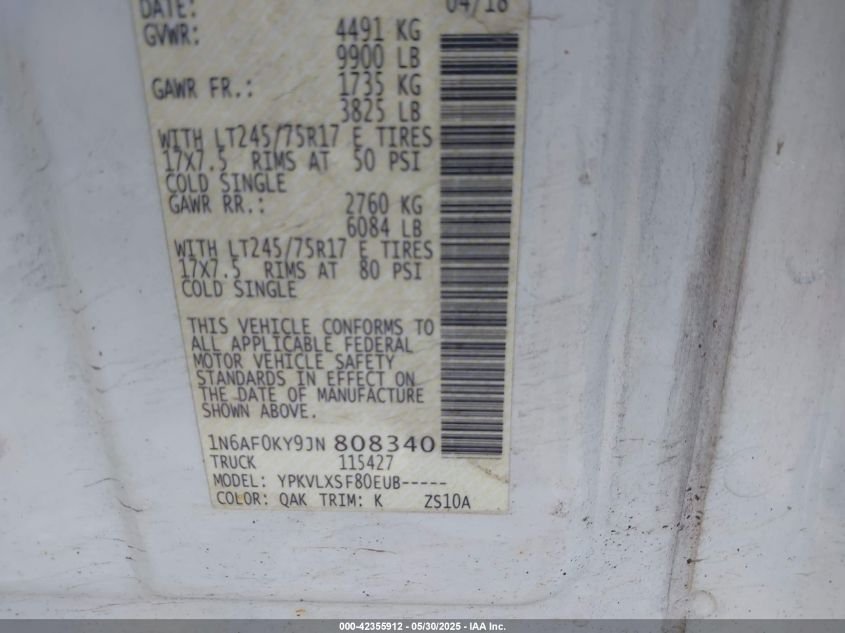 DATE: 04/18
GVWR: 4491 KG
9900 LB
GAWR FR.: 1735 KG
3825 LB
WITH LT245/75R17 E TIRES
17X7.5 RIMS AT 50 PSI
COLD SINGLE
GAWR RR.: 2760 KG
6084 LB
WITH LT245/75R17 E TIRES
17X7.5 RIMS AT 80 PSI
COLD SINGLE
THIS VEHICLE CONFORMS TO
ALL APPLICABLE FEDERAL
MOTOR VEHICLE SAFETY
STANDARDS IN EFFECT ON
THE DATE OF MANUFACTURE
SHOWN ABOVE.
1N6AF0KY9JN 808340
TRUCK 115427
MODEL: YPKVLXSF80EUB-----
COLOR: QAK TRIM: K ZS10A
000-42355912 - 05/30/2025 - IAA Inc.